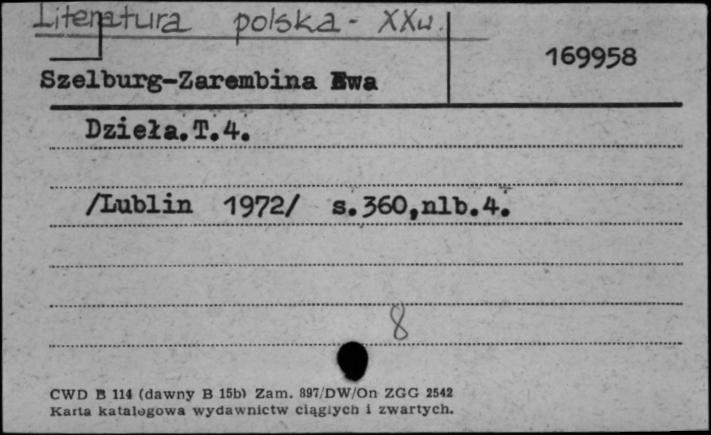 Literatura polska - XXw.
169958
Szelburg-Zarembina Ewa
Dzieła.T.4.
/Lublin 1972/ s.360,nlb.4.
8
CWD B 114 (dawny B 15b) Zam. 897/DW/On ZGG 2542
Karta katalogowa wydawnictw ciągłych i zwartych.